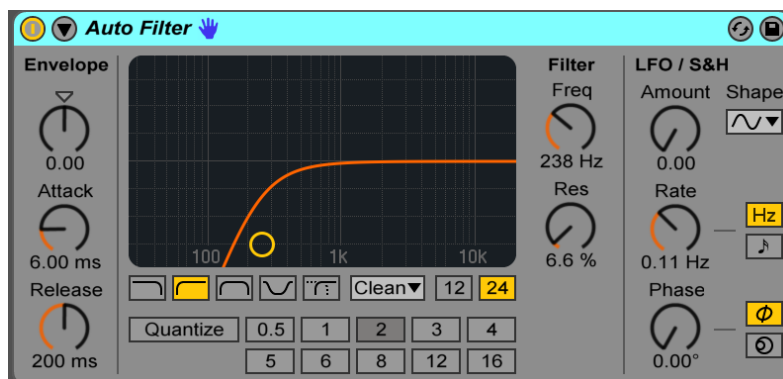 Auto Filter
Envelope
0.00
Attack
6.00 ms
Release
200 ms
100 1k 10k
Clean 12 24
Quantize 0.5 1 2 3 4
5 6 8 12 16
Filter
Freq
238 Hz
Res
6.6 %
LFO / S&H
Amount Shape
0.00
Rate
Hz
0.11 Hz
Phase
ϕ
0.00°